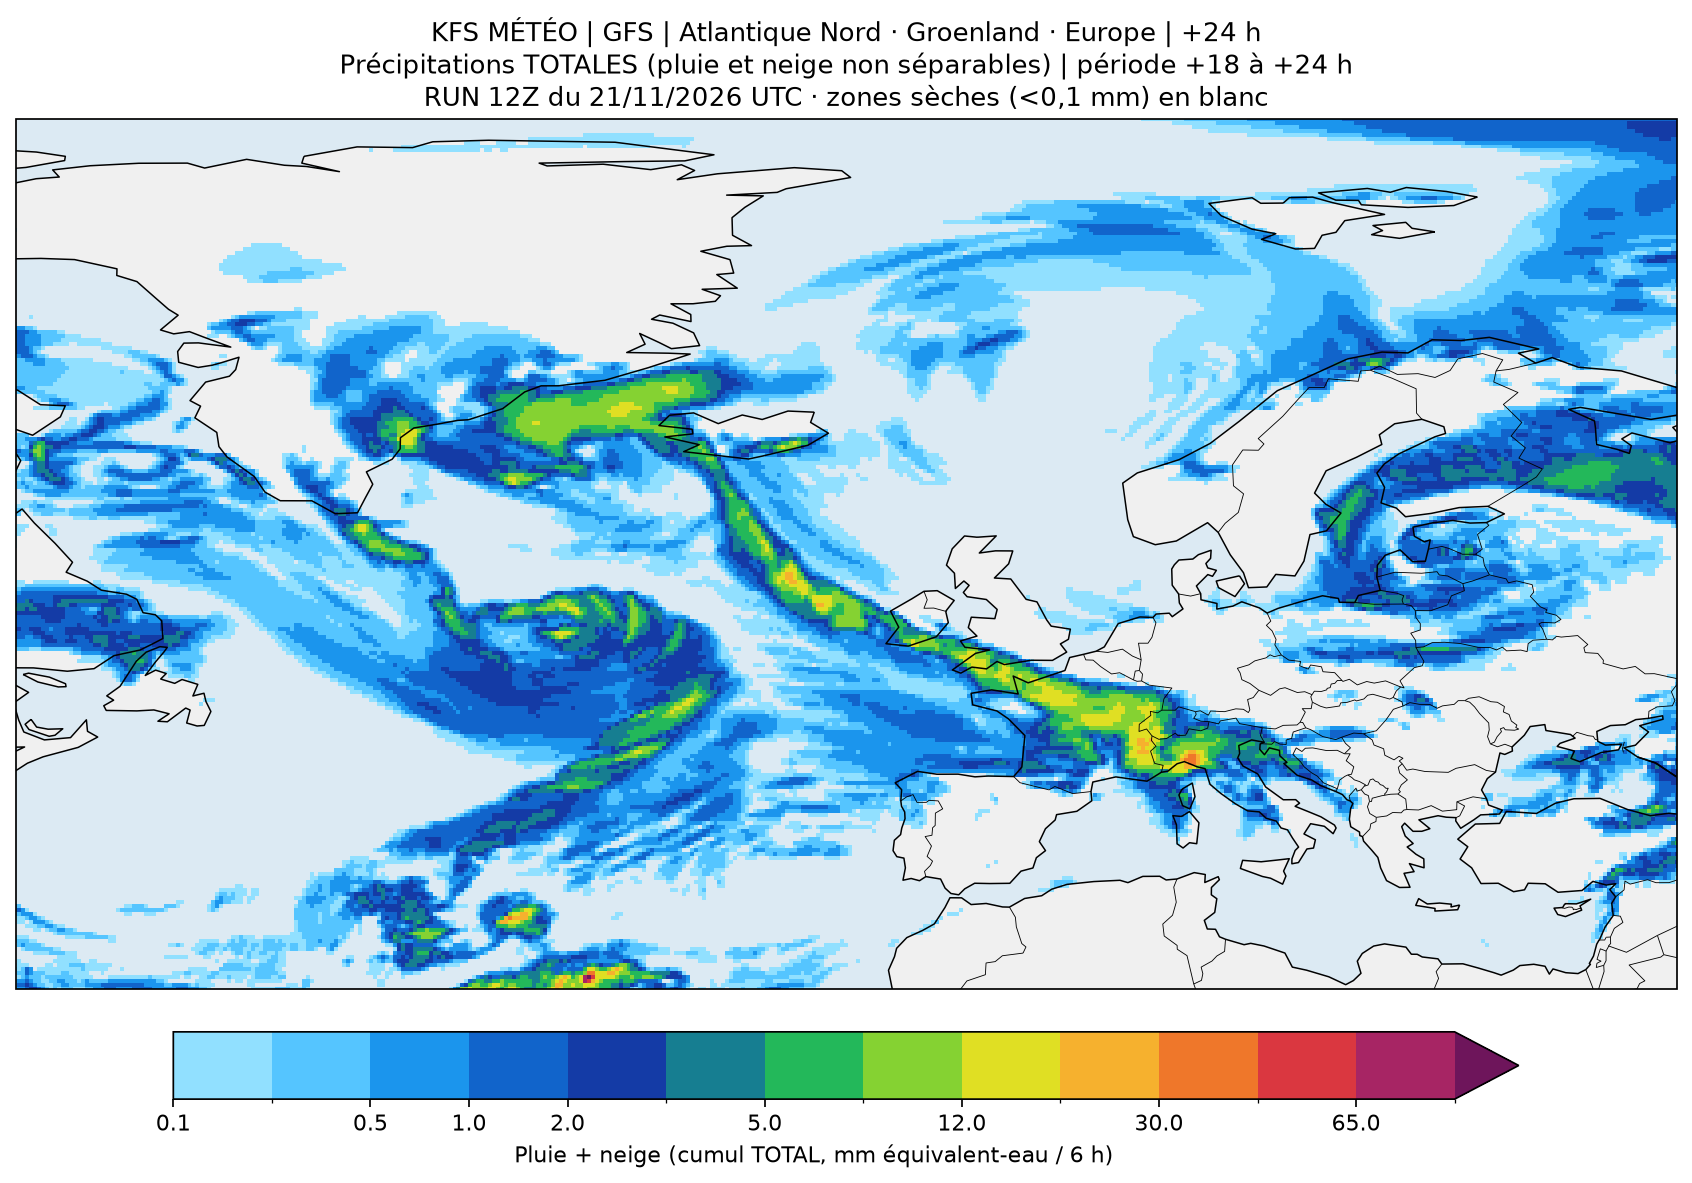 KFS MÉTÉO | GFS | Atlantique Nord · Groenland · Europe | +24 h
Précipitations TOTALES (pluie et neige non séparables) | période +18 à +24 h
RUN 12Z du 21/11/2026 UTC · zones sèches (<0,1 mm) en blanc
0.1 0.5 1.0 2.0 5.0 12.0 30.0 65.0
Pluie + neige (cumul TOTAL, mm équivalent-eau / 6 h)